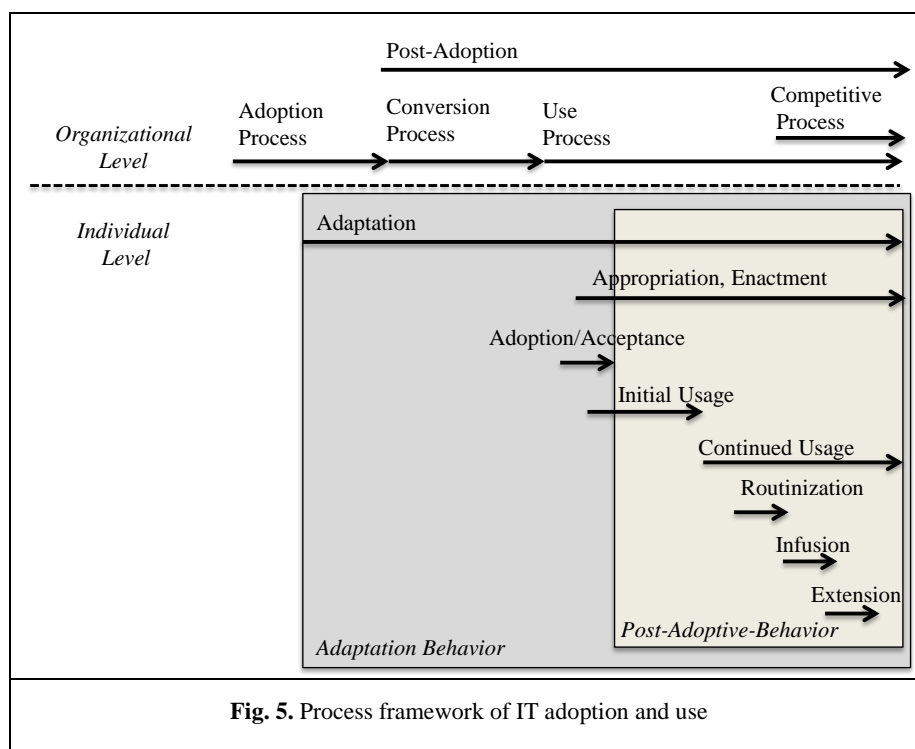 Post-Adoption
Organizational
Level
Adoption
Process
Conversion
Process
Use
Process
Competitive
Process
Individual
Level
Adaptation
Appropriation, Enactment
Adoption/Acceptance
Initial Usage
Continued Usage
Routinization
Infusion
Extension
Adaptation Behavior
Post-Adoptive-Behavior
Fig. 5. Process framework of IT adoption and use